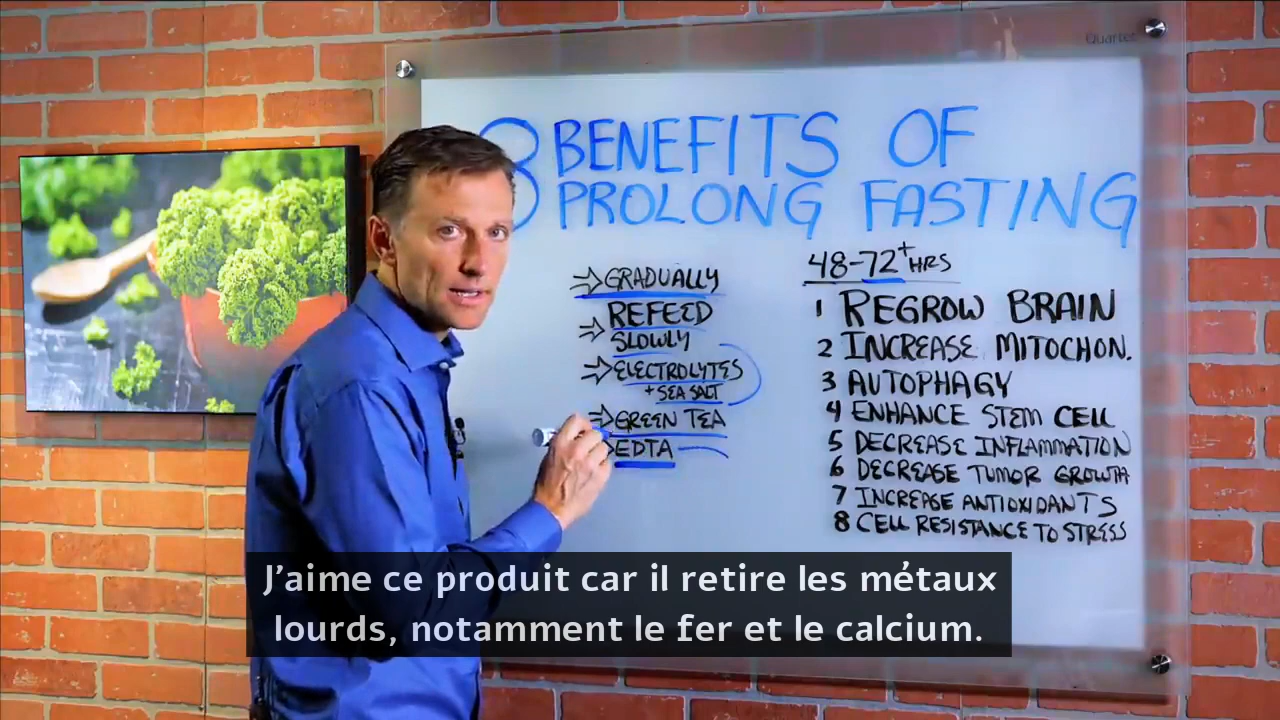 Quartet
8 BENEFITS OF
PROLONG FASTING
⇒ GRADUALLY
⇒ REFEED
SLOWLY
⇒ ELECTROLYTES
+ SEA SALT
⇒ GREEN TEA
EDTA
48-72+ HRS
1 REGROW BRAIN
2 INCREASE MITOCHON.
3 AUTOPHAGY
4 ENHANCE STEM CELL
5 DECREASE INFLAMMATION
6 DECREASE TUMOR GROWTH
7 INCREASE ANTIOXIDANTS
8 CELL RESISTANCE TO STRESS
J'aime ce produit car il retire les métaux
lourds, notamment le fer et le calcium.